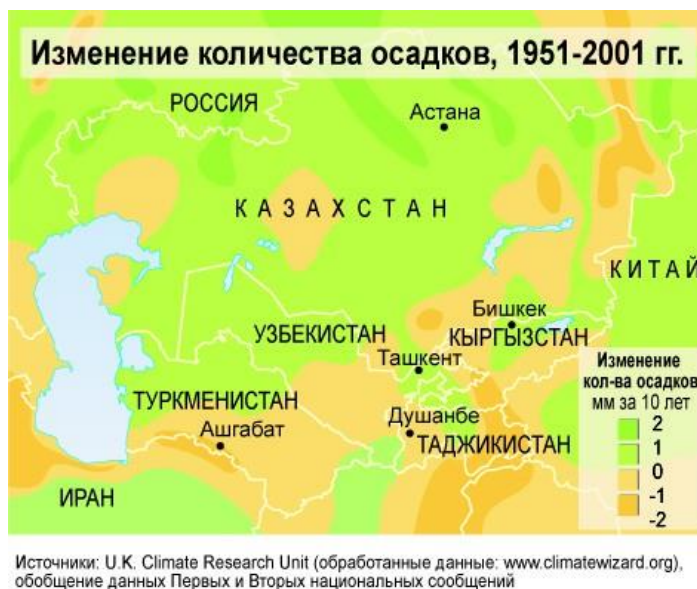 Изменение количества осадков, 1951-2001 гг.
РОССИЯ
Астана
КАЗАХСТАН
КИТАЙ
Бишкек
УЗБЕКИСТАН
КЫРГЫЗСТАН
Ташкент
Изменение
кол-ва осадков
мм за 10 лет
2
1
0
-1
-2
ТУРКМЕНИСТАН
Душанбе
Ашгабат
ТАДЖИКИСТАН
ИРАН
Источники: U.K. Climate Research Unit (обработанные данные: www.climatewizard.org),
обобщение данных Первых и Вторых национальных сообщений